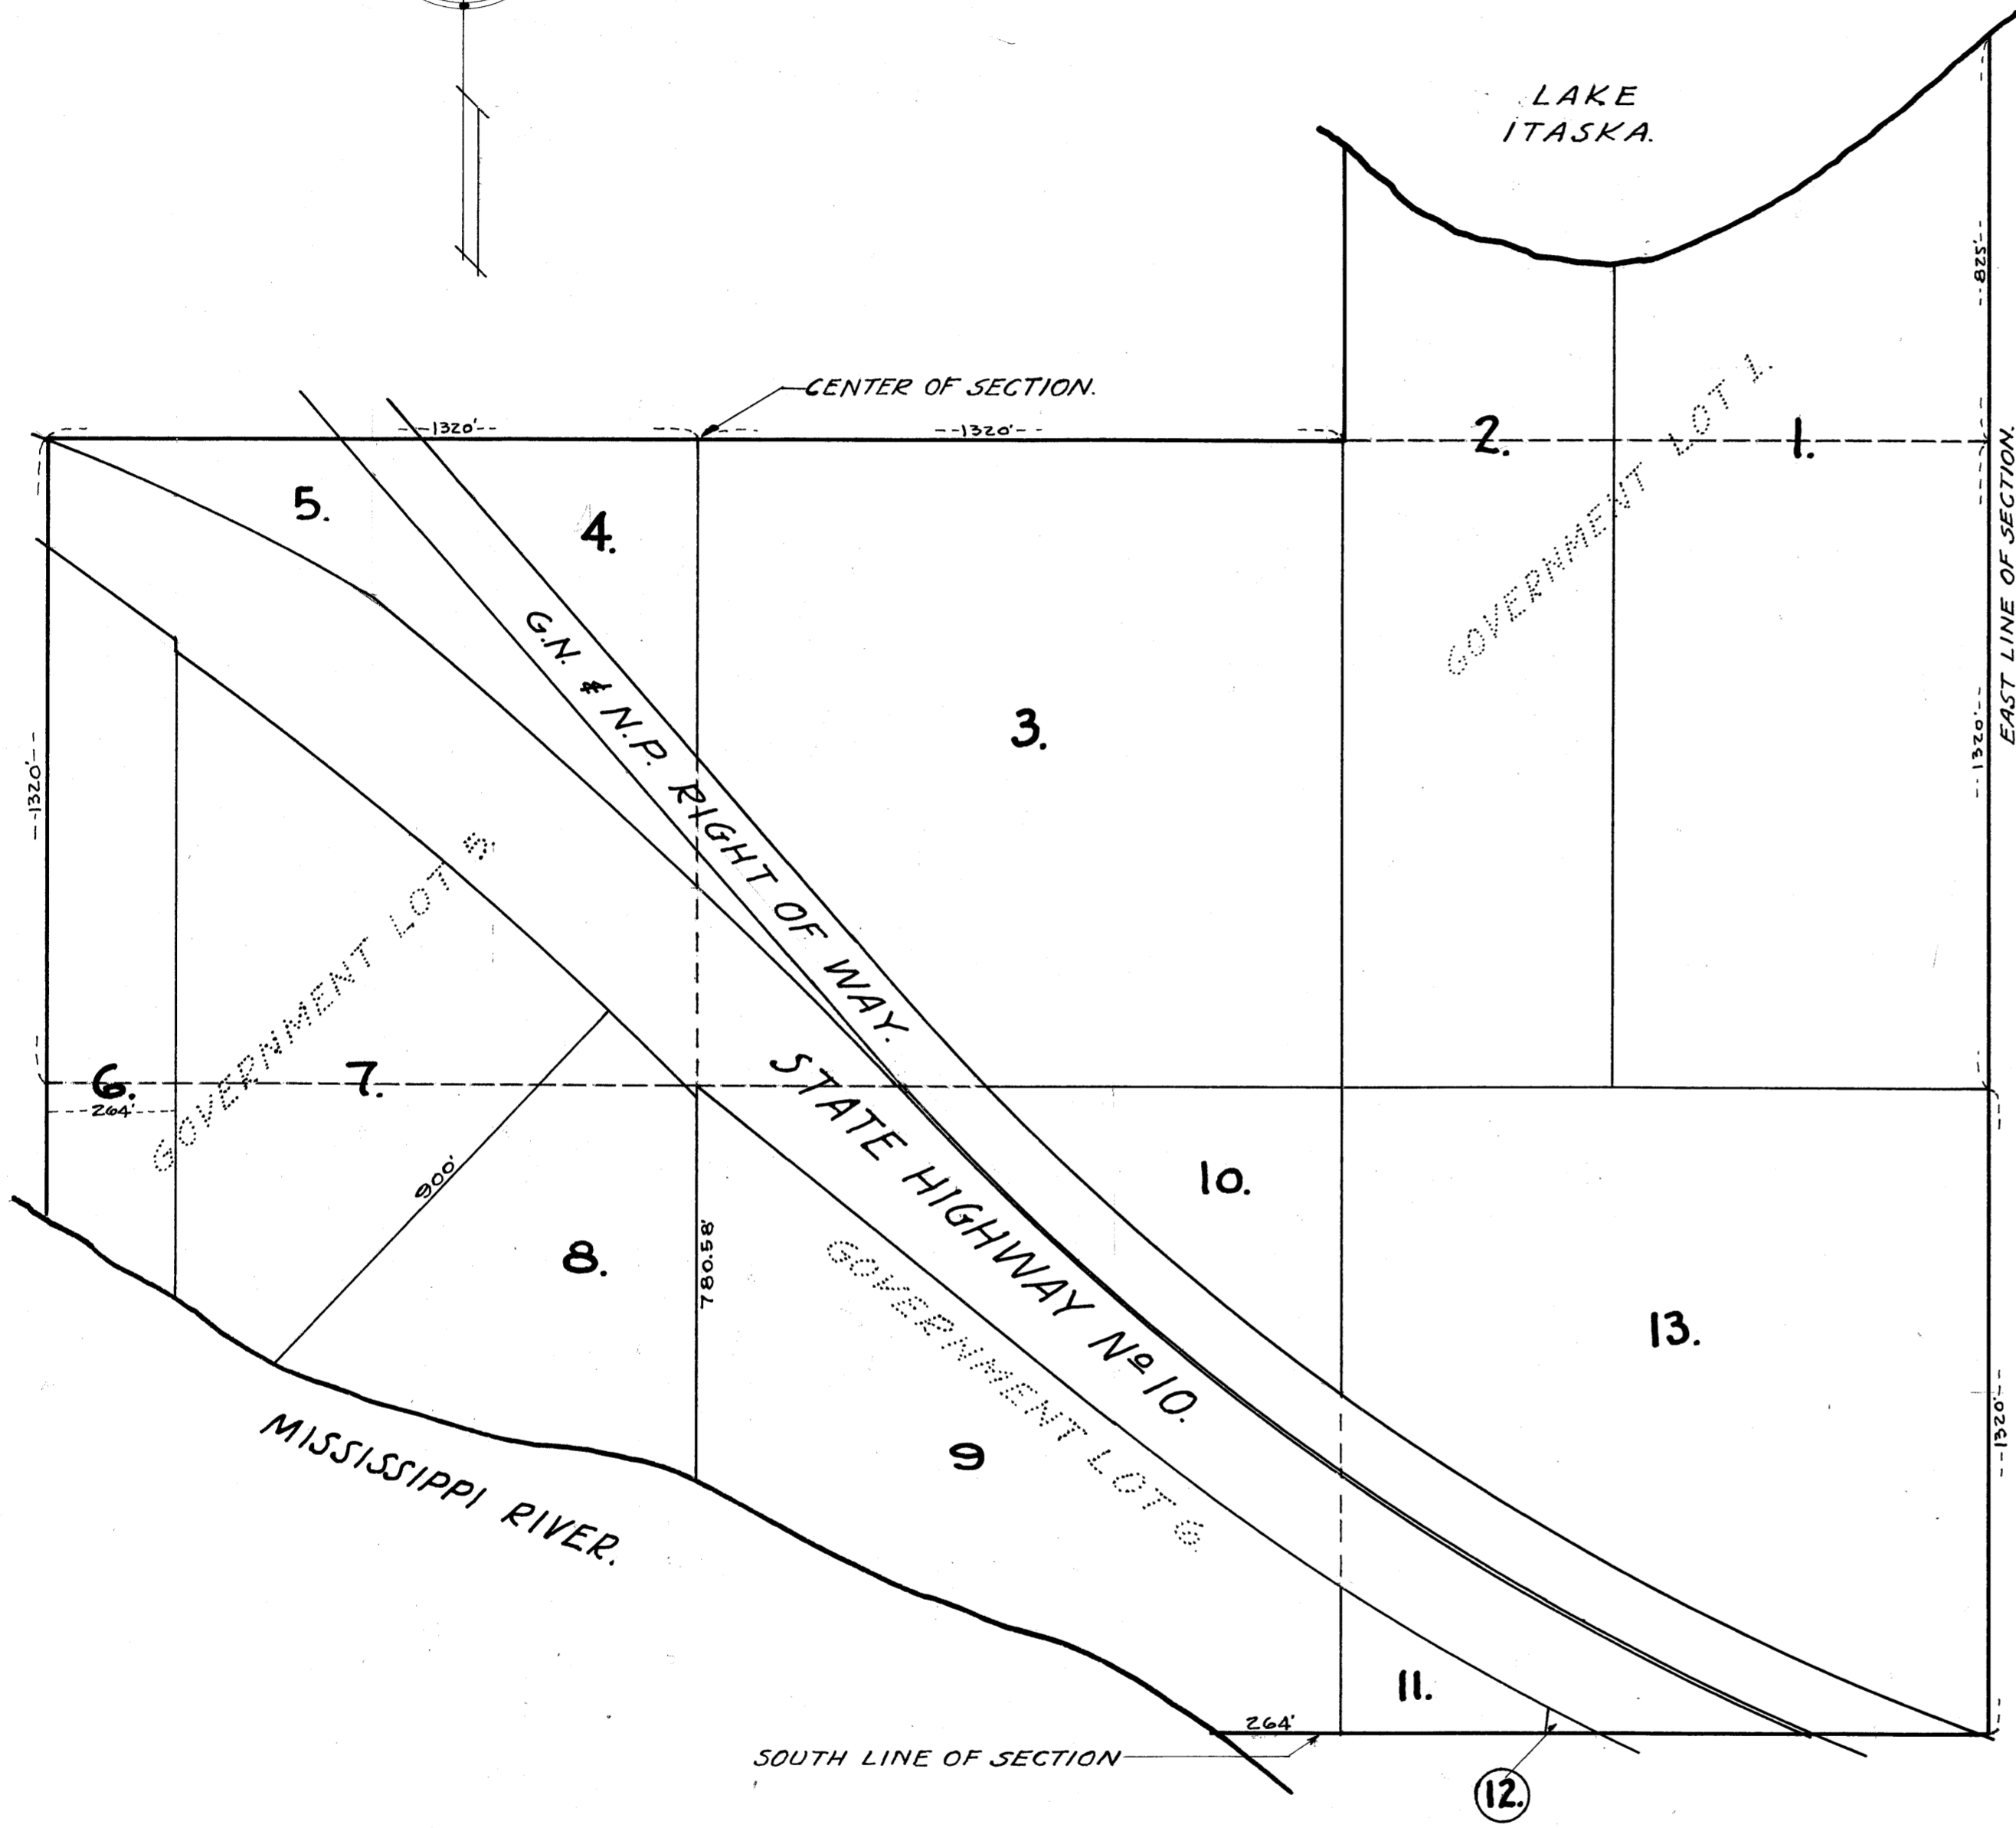 LAKE
ITASKA.
825'
CENTER OF SECTION.
1320'
1320'
EAST LINE OF SECTION.
2.
1.
GOVERNMENT LOT 1.
5.
4.
G.N. & N.P. RIGHT OF WAY.
3.
1320'
1320'
GOVERNMENT LOT 5.
6.
264'
7.
STATE HIGHWAY No 10.
900'
10.
8.
780.58'
GOVERNMENT LOT 6.
13.
1320'
9
MISSISSIPPI RIVER.
11.
264'
SOUTH LINE OF SECTION
12.